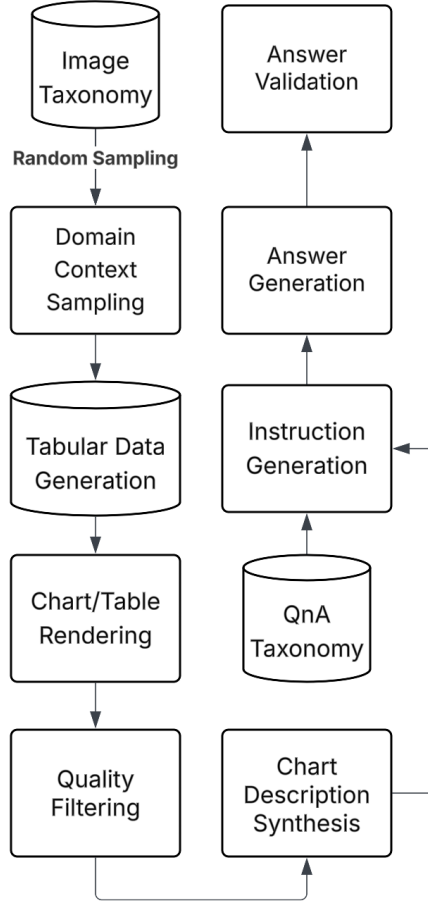 Image
Taxonomy
Random Sampling
Domain
Context
Sampling
Tabular Data
Generation
Chart/Table
Rendering
Quality
Filtering
Chart
Description
Synthesis
QnA
Taxonomy
Instruction
Generation
Answer
Generation
Answer
Validation